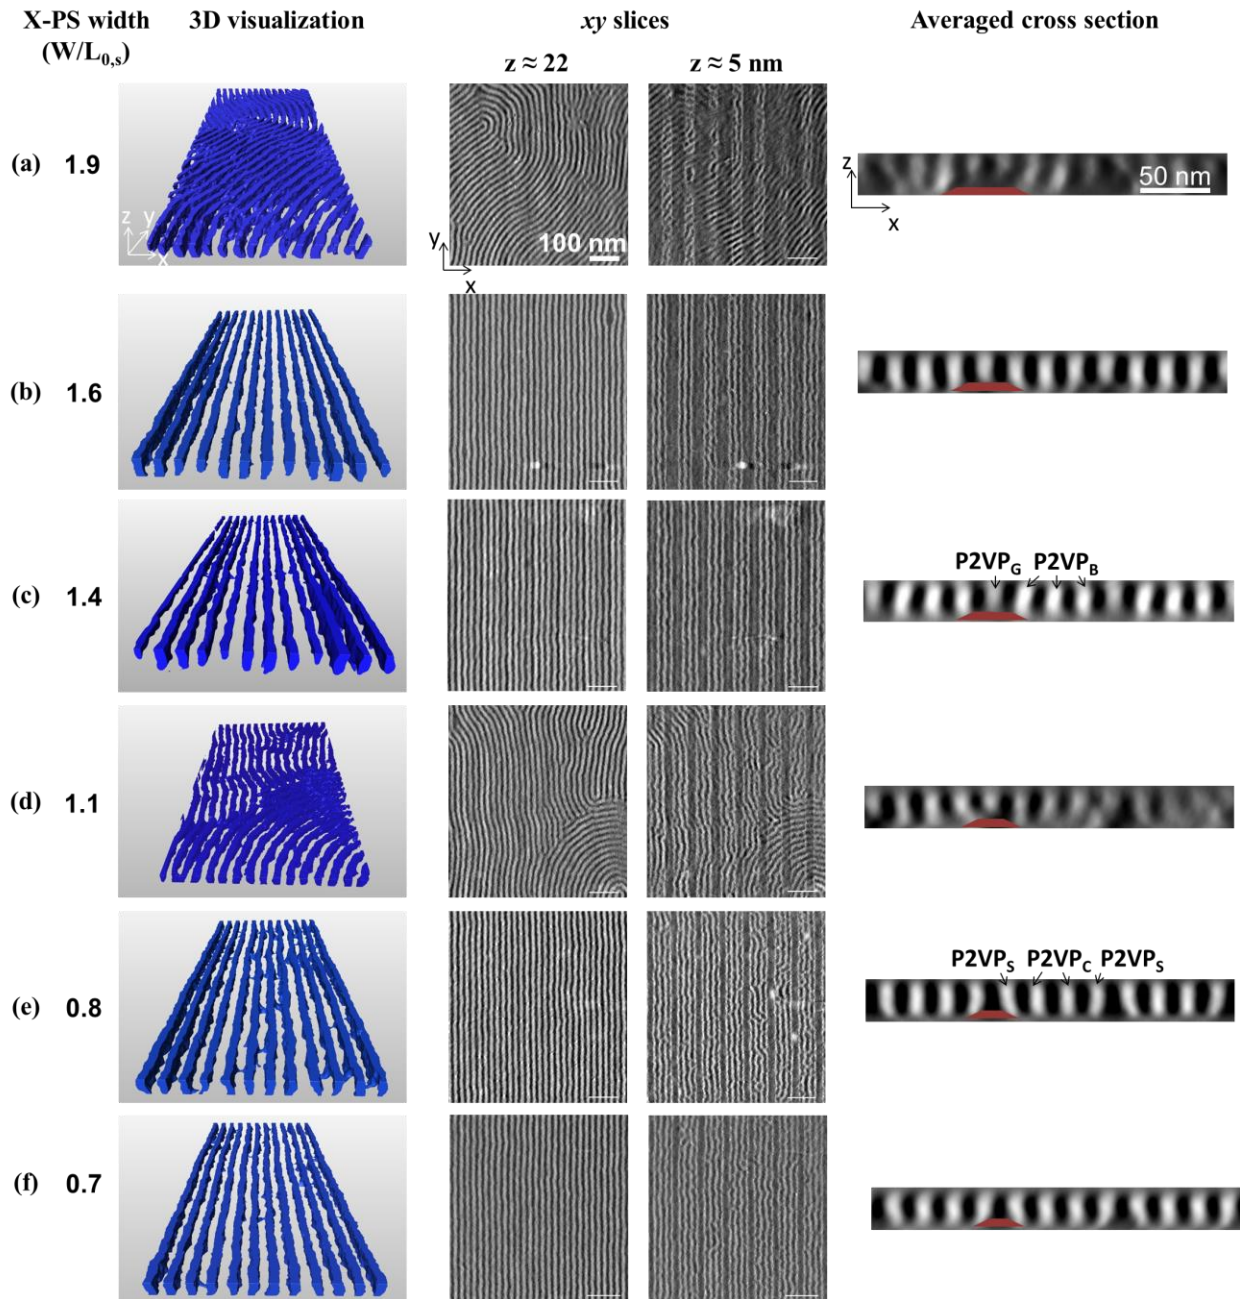 X-PS width 3D visualization xy slices Averaged cross section
(W/L0,s)
z ≈ 22 z ≈ 5 nm
(a) 1.9
z y x
100 nm
y
x
z
x
50 nm
(b) 1.6
(c) 1.4
P2VPG P2VPB
(d) 1.1
(e) 0.8
P2VPS P2VPC P2VPS
(f) 0.7